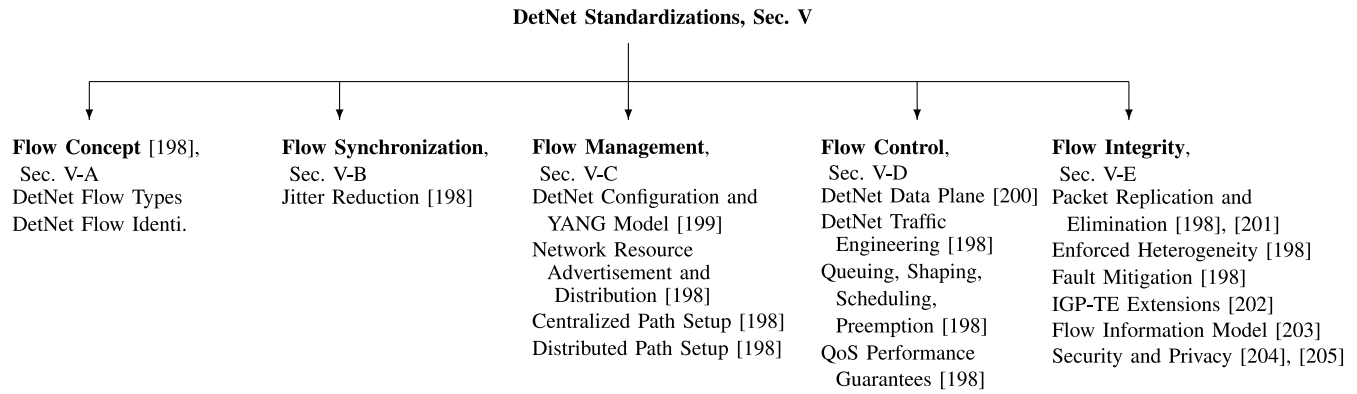 DetNet Standardizations, Sec. V
Flow Concept [198],
Sec. V-A
DetNet Flow Types
DetNet Flow Identi.
Flow Synchronization,
Sec. V-B
Jitter Reduction [198]
Flow Management,
Sec. V-C
DetNet Configuration and
YANG Model [199]
Network Resource
Advertisement and
Distribution [198]
Centralized Path Setup [198]
Distributed Path Setup [198]
Flow Control,
Sec. V-D
DetNet Data Plane [200]
DetNet Traffic
Engineering [198]
Queuing, Shaping,
Scheduling,
Preemption [198]
QoS Performance
Guarantees [198]
Flow Integrity,
Sec. V-E
Packet Replication and
Elimination [198], [201]
Enforced Heterogeneity [198]
Fault Mitigation [198]
IGP-TE Extensions [202]
Flow Information Model [203]
Security and Privacy [204], [205]